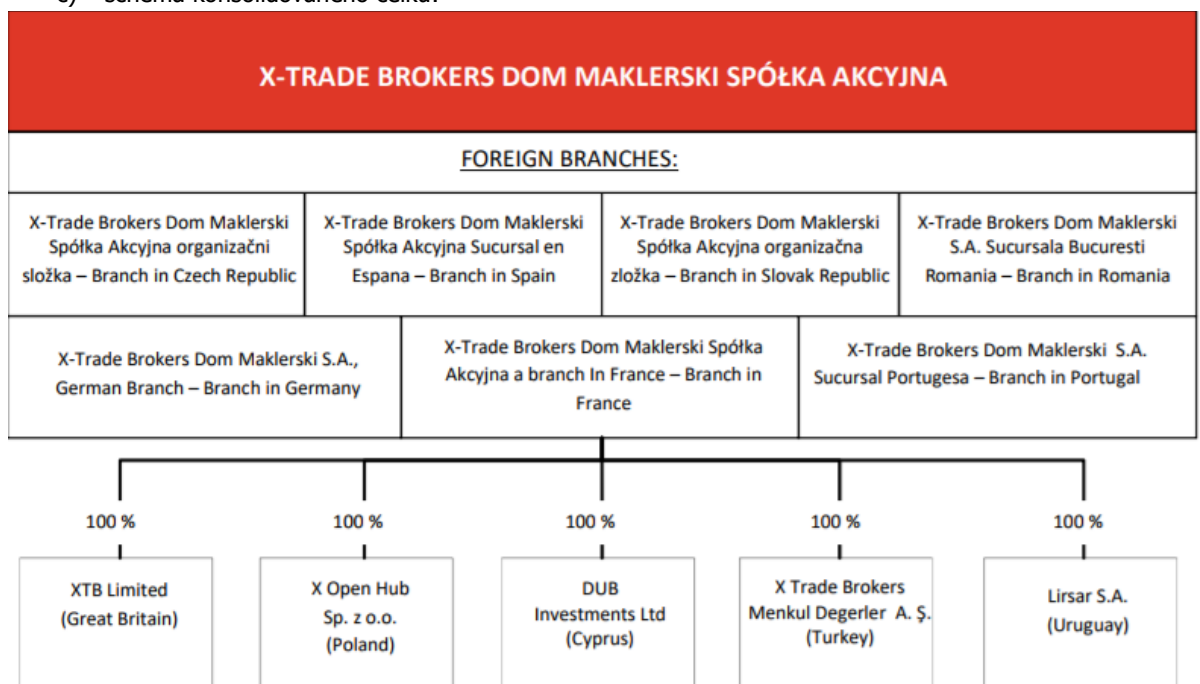 c) schéma konsolidovaného celku:
X-TRADE BROKERS DOM MAKLERSKI SPÓŁKA AKCYJNA
FOREIGN BRANCHES:
X-Trade Brokers Dom Maklerski
Spółka Akcyjna organizačni
složka – Branch in Czech Republic
X-Trade Brokers Dom Maklerski
Spółka Akcyjna Sucursal en
Espana – Branch in Spain
X-Trade Brokers Dom Maklerski
Spółka Akcyjna organizačna
zložka – Branch in Slovak Republic
X-Trade Brokers Dom Maklerski
S.A. Sucursala Bucuresti
Romania – Branch in Romania
X-Trade Brokers Dom Maklerski S.A.,
German Branch – Branch in Germany
X-Trade Brokers Dom Maklerski Spółka
Akcyjna a branch In France – Branch in
France
X-Trade Brokers Dom Maklerski S.A.
Sucursal Portugesa – Branch in Portugal
100 %
100 %
100 %
100 %
100 %
XTB Limited
(Great Britain)
X Open Hub
Sp. z o.o.
(Poland)
DUB
Investments Ltd
(Cyprus)
X Trade Brokers
Menkul Degerler A. Ş.
(Turkey)
Lirsar S.A.
(Uruguay)